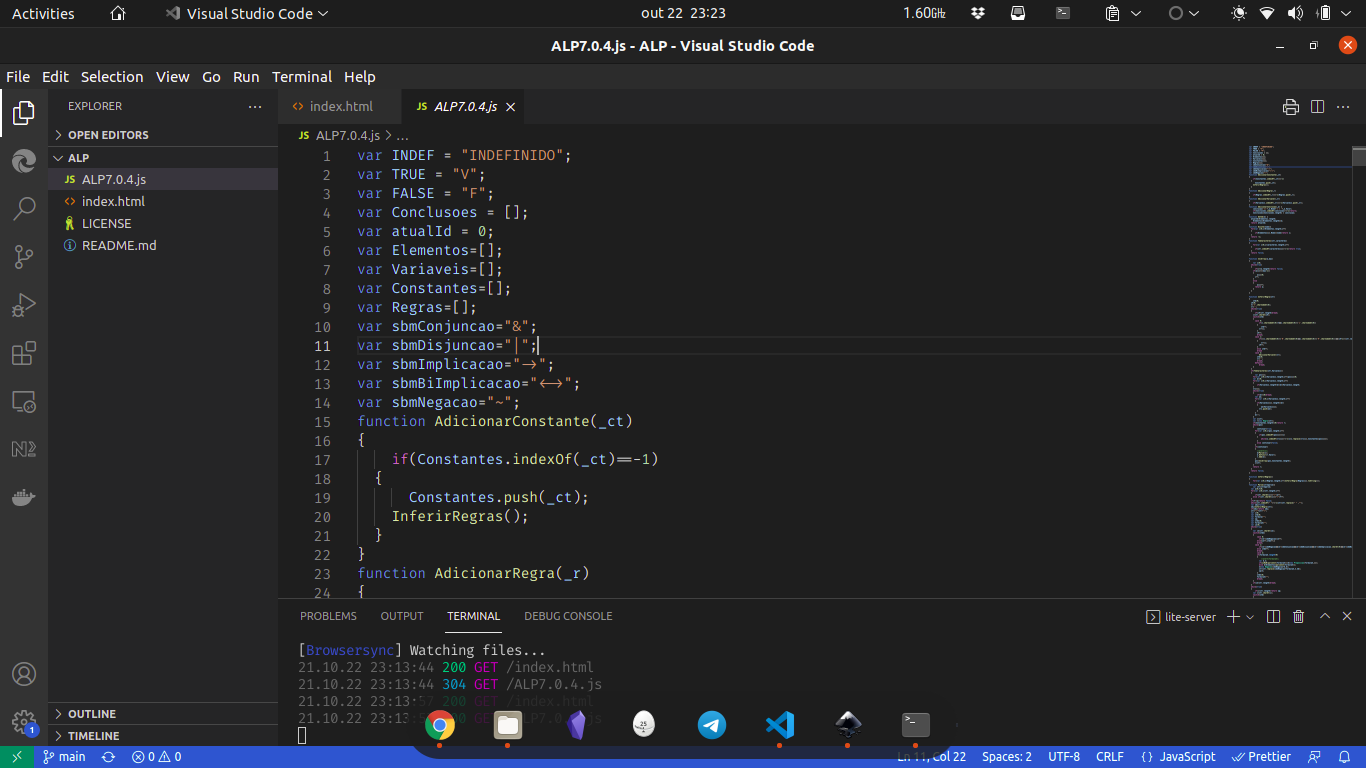 Activities Visual Studio Code out 22 23:23 1.60GHz
ALP7.0.4.js - ALP - Visual Studio Code
File Edit Selection View Go Run Terminal Help
EXPLORER
index.html
JS ALP7.0.4.js
OPEN EDITORS
JS ALP7.0.4.js > ...
ALP
JS ALP7.0.4.js
index.html
LICENSE
README.md
1 var INDEF = "INDEFINIDO";
2 var TRUE = "V";
3 var FALSE = "F";
4 var Conclusoes = [];
5 var atualId = 0;
6 var Elementos=[];
7 var Variaveis=[];
8 var Constantes=[];
9 var Regras=[];
10 var sbmConjuncao="&";
11 var sbmDisjuncao="|";
12 var sbmImplicacao="->";
13 var sbmBiImplicacao="<->";
14 var sbmNegacao="~";
15 function AdicionarConstante(_ct)
16 {
17 if(Constantes.indexOf(_ct)==-1)
18 {
19 Constantes.push(_ct);
20 InferirRegras();
21 }
22 }
23 function AdicionarRegra(_r)
24 {
PROBLEMS OUTPUT TERMINAL DEBUG CONSOLE lite-server
[Browsersync] Watching files...
21.10.22 23:13:44 200 GET /index.html
21.10.22 23:13:44 304 GET /ALP7.0.4.js
21.10.22 23:13:57 200 GET /index.html
21.10.22 23:13:
OUTLINE
TIMELINE
25
1
main 0 0 Ln 11, Col 22 Spaces: 2 UTF-8 CRLF {} JavaScript Prettier